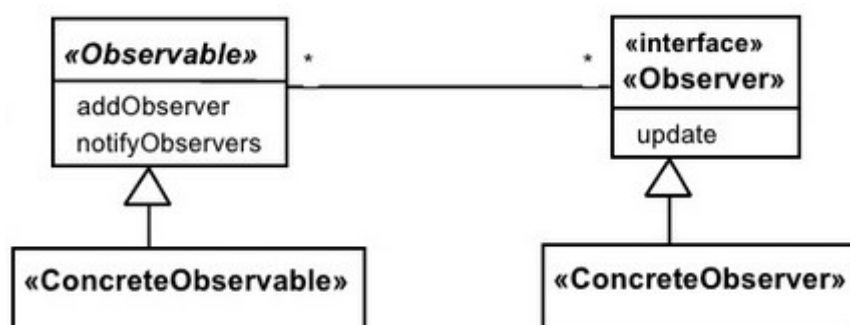 «Observable»
addObserver
notifyObservers
*
*
«interface»
«Observer»
update
«ConcreteObservable»
«ConcreteObserver»